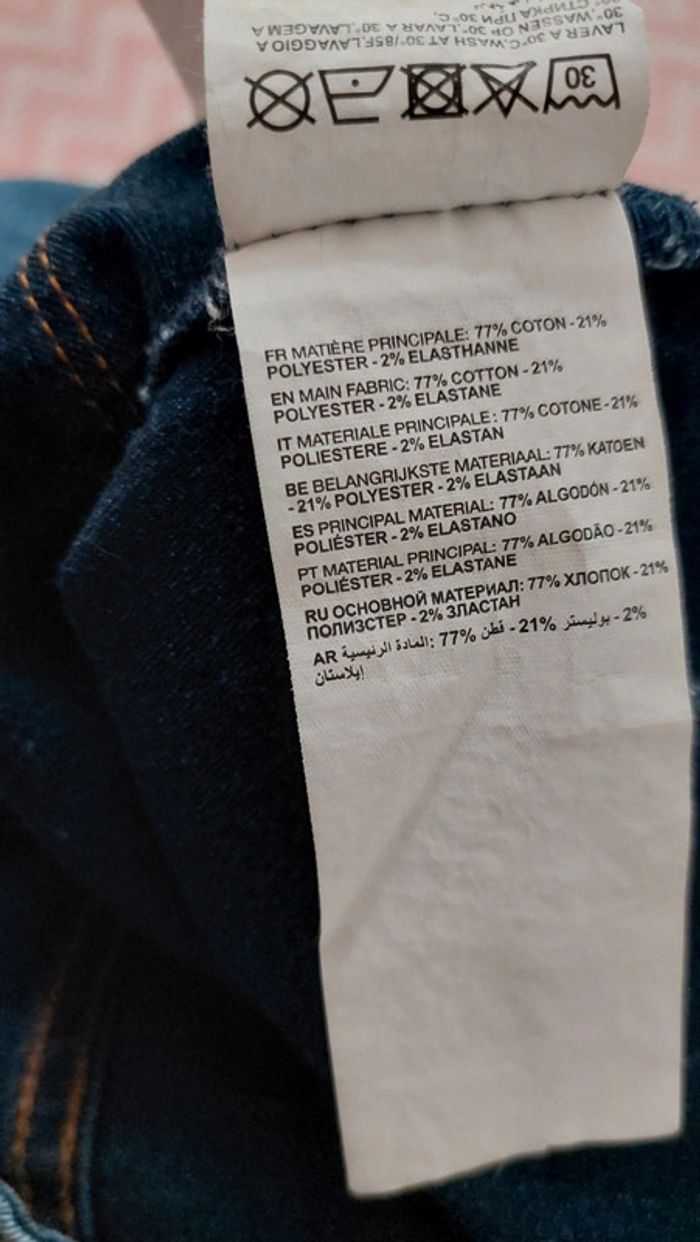 30
LAVER A 30°C.WASH AT 30°/85F.LAVAGGIO A
30°.WASSEN OP 30°.LAVAR A 30°.LAVAGEM A
СТИРКА ПРИ 30°C.
FR MATIÈRE PRINCIPALE: 77% COTON - 21%
POLYESTER - 2% ELASTHANNE
EN MAIN FABRIC: 77% COTTON - 21%
POLYESTER - 2% ELASTANE
IT MATERIALE PRINCIPALE: 77% COTONE - 21%
POLIESTERE - 2% ELASTAN
BE BELANGRIJKSTE MATERIAAL: 77% KATOEN
- 21% POLYESTER - 2% ELASTAAN
ES PRINCIPAL MATERIAL: 77% ALGODÓN - 21%
POLIÉSTER - 2% ELASTANO
PT MATERIAL PRINCIPAL: 77% ALGODÃO - 21%
POLIÉSTER - 2% ELASTANE
RU ОСНОВНОЙ МАТЕРИАЛ: 77% ХЛОПОК - 21%
ПОЛИЭСТЕР - 2% ЭЛАСТАН
AR المادة الرئيسية: 77% قطن - 21% بوليستر - 2%
إيلاستان